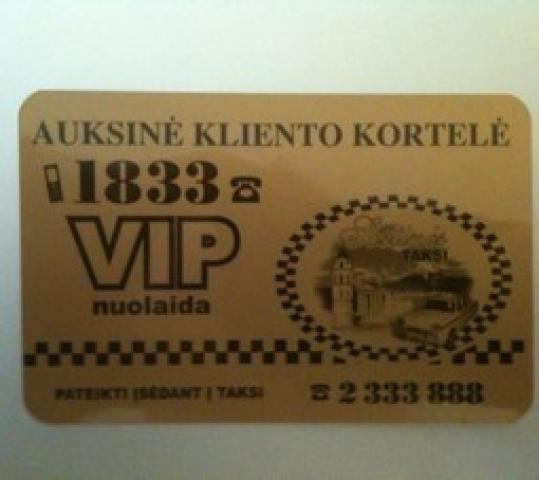 AUKSINĖ KLIENTO KORTELĖ
1833
VIP
nuolaida
TAKSI
PATEIKTI ĮSĖDANT Į TAKSI
2 333 888